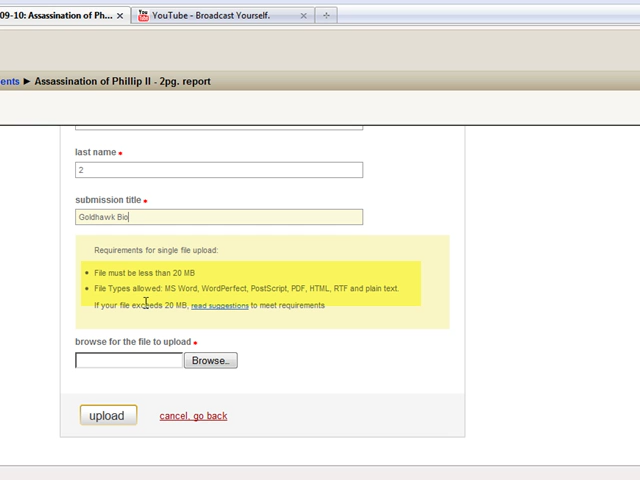 09-10: Assassination of Ph... × YouTube - Broadcast Yourself. ×
ents ► Assassination of Phillip II - 2pg. report
last name
2
submission title
Goldhawk Bio
Requirements for single file upload:
File must be less than 20 MB
File Types allowed: MS Word, WordPerfect, PostScript, PDF, HTML, RTF and plain text.
If your file exceeds 20 MB, read suggestions to meet requirements
browse for the file to upload
Browse..
upload cancel, go back